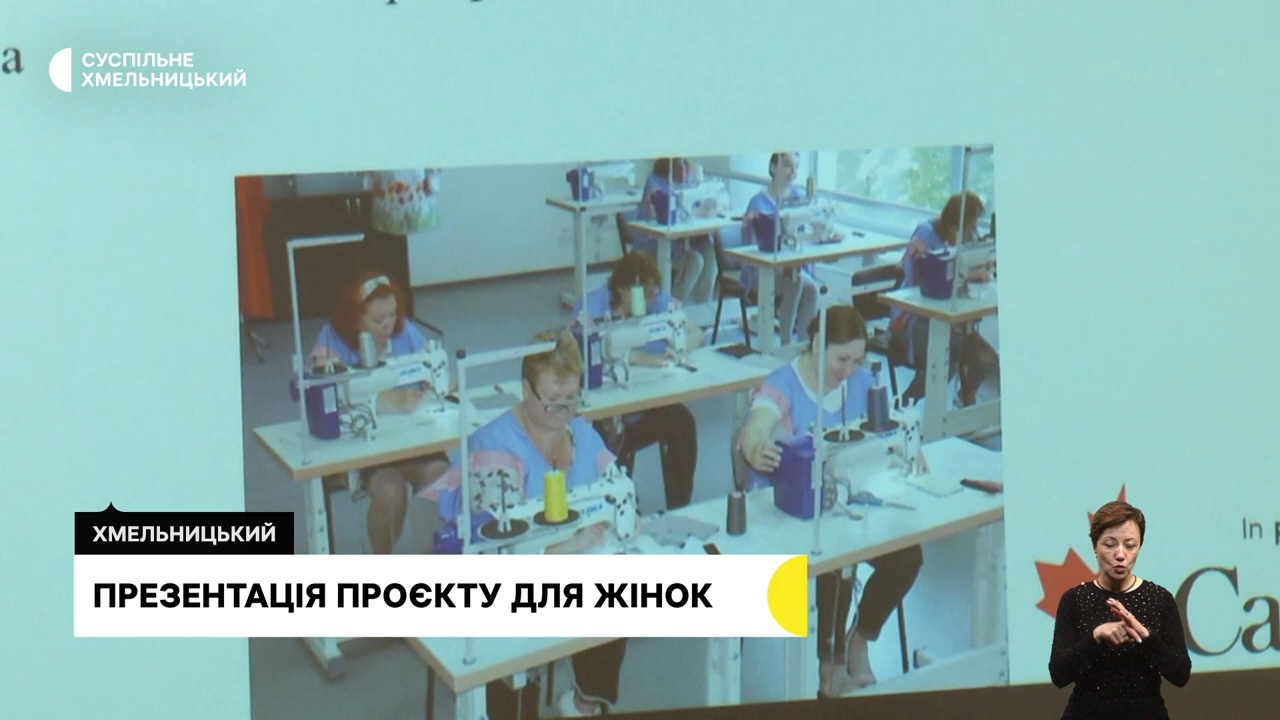 а
СУСПІЛЬНЕ
ХМЕЛЬНИЦЬКИЙ
In
Ca
ХМЕЛЬНИЦЬКИЙ
ПРЕЗЕНТАЦІЯ ПРОЄКТУ ДЛЯ ЖІНОК